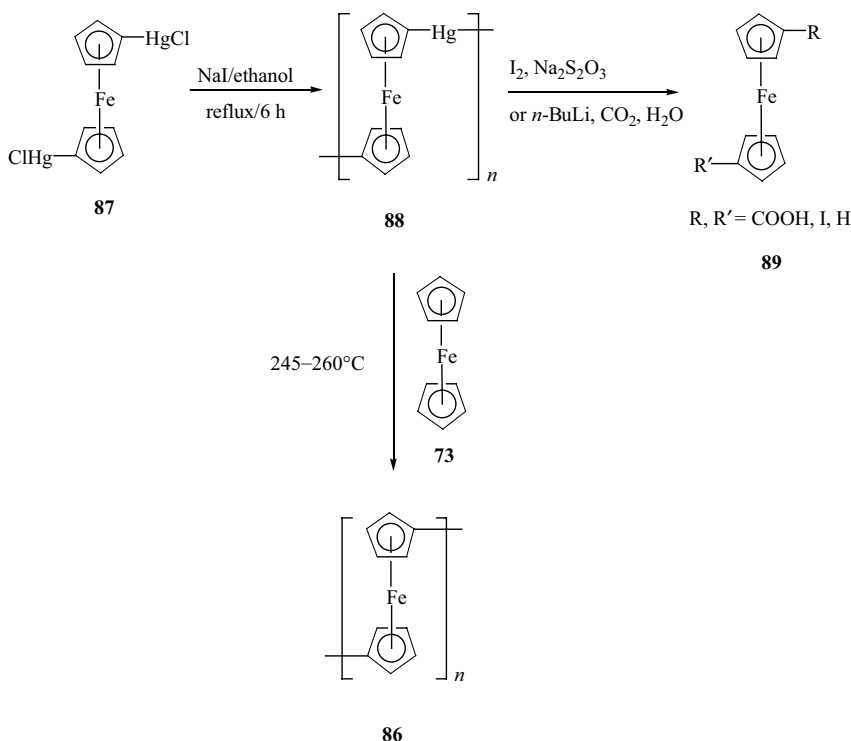 HgCl
Fe
ClHg
87
NaI/ethanol
reflux/6 h
Hg
Fe
n
88
I2, Na2S2O3
or n-BuLi, CO2, H2O
R
Fe
R′
R, R′ = COOH, I, H
89
245–260°C
Fe
73
Fe
n
86